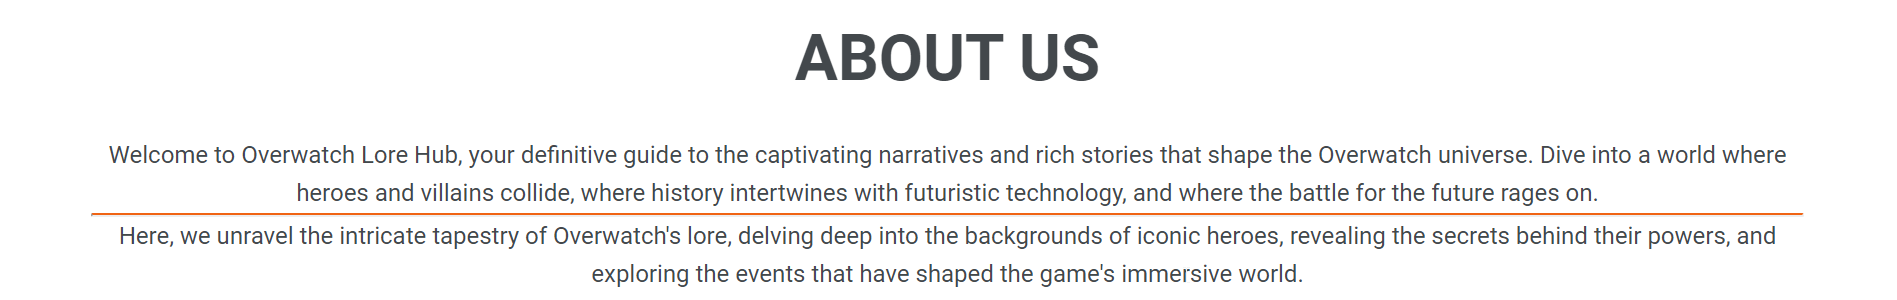 ABOUT US
Welcome to Overwatch Lore Hub, your definitive guide to the captivating narratives and rich stories that shape the Overwatch universe. Dive into a world where
heroes and villains collide, where history intertwines with futuristic technology, and where the battle for the future rages on.
Here, we unravel the intricate tapestry of Overwatch's lore, delving deep into the backgrounds of iconic heroes, revealing the secrets behind their powers, and
exploring the events that have shaped the game's immersive world.